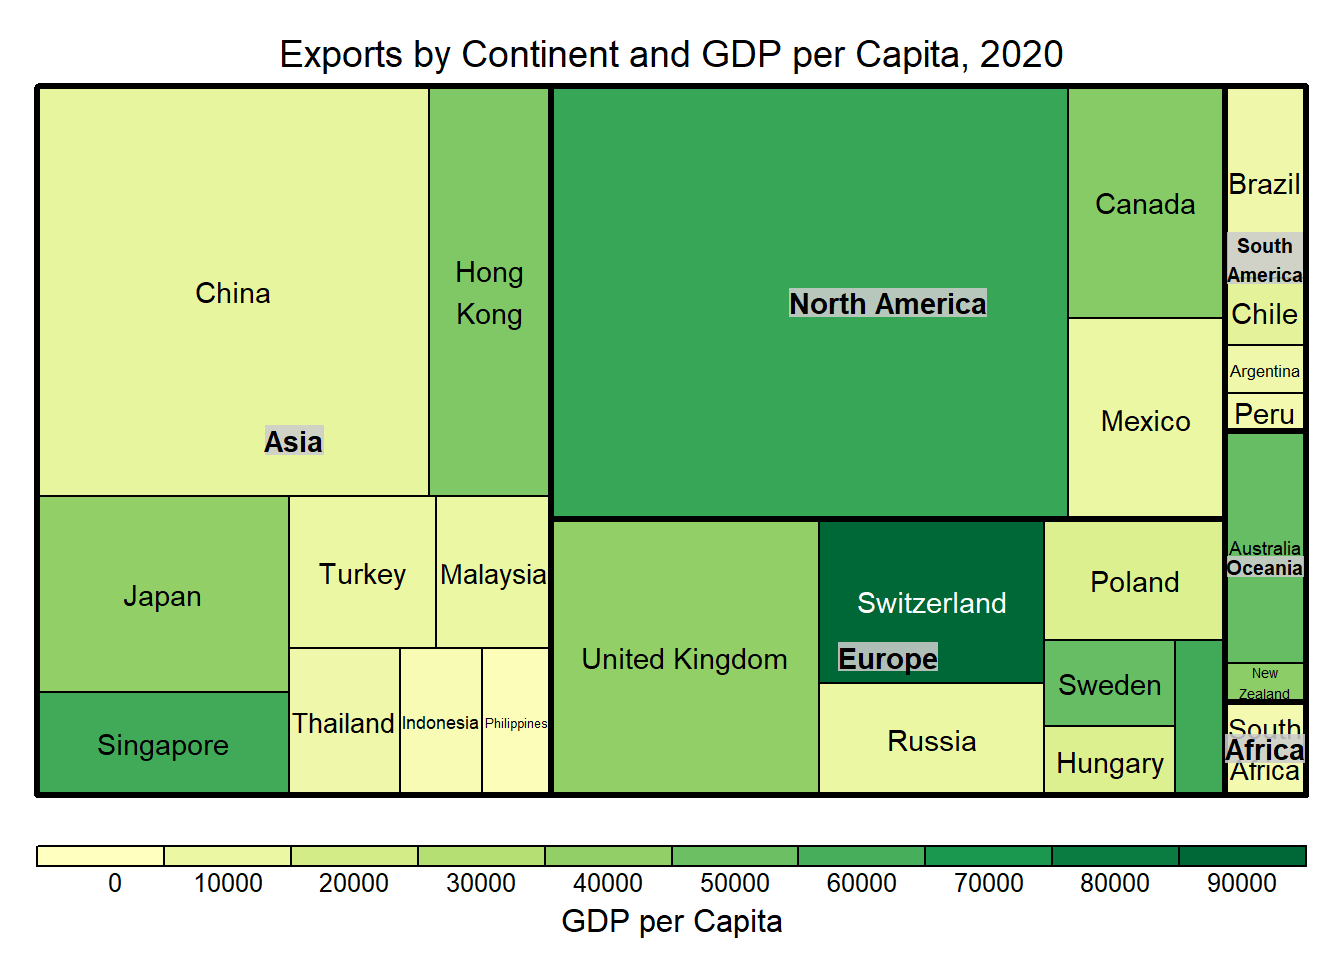 Exports by Continent and GDP per Capita, 2020
China
Hong
Kong
Asia
Japan
Singapore
Turkey
Malaysia
Thailand
Indonesia
Philippines
North America
Canada
Mexico
United Kingdom
Switzerland
Europe
Russia
Poland
Sweden
Hungary
Brazil
South
America
Chile
Argentina
Peru
Australia
Oceania
New
Zealand
South
Africa
Africa
0 10000 20000 30000 40000 50000 60000 70000 80000 90000
GDP per Capita